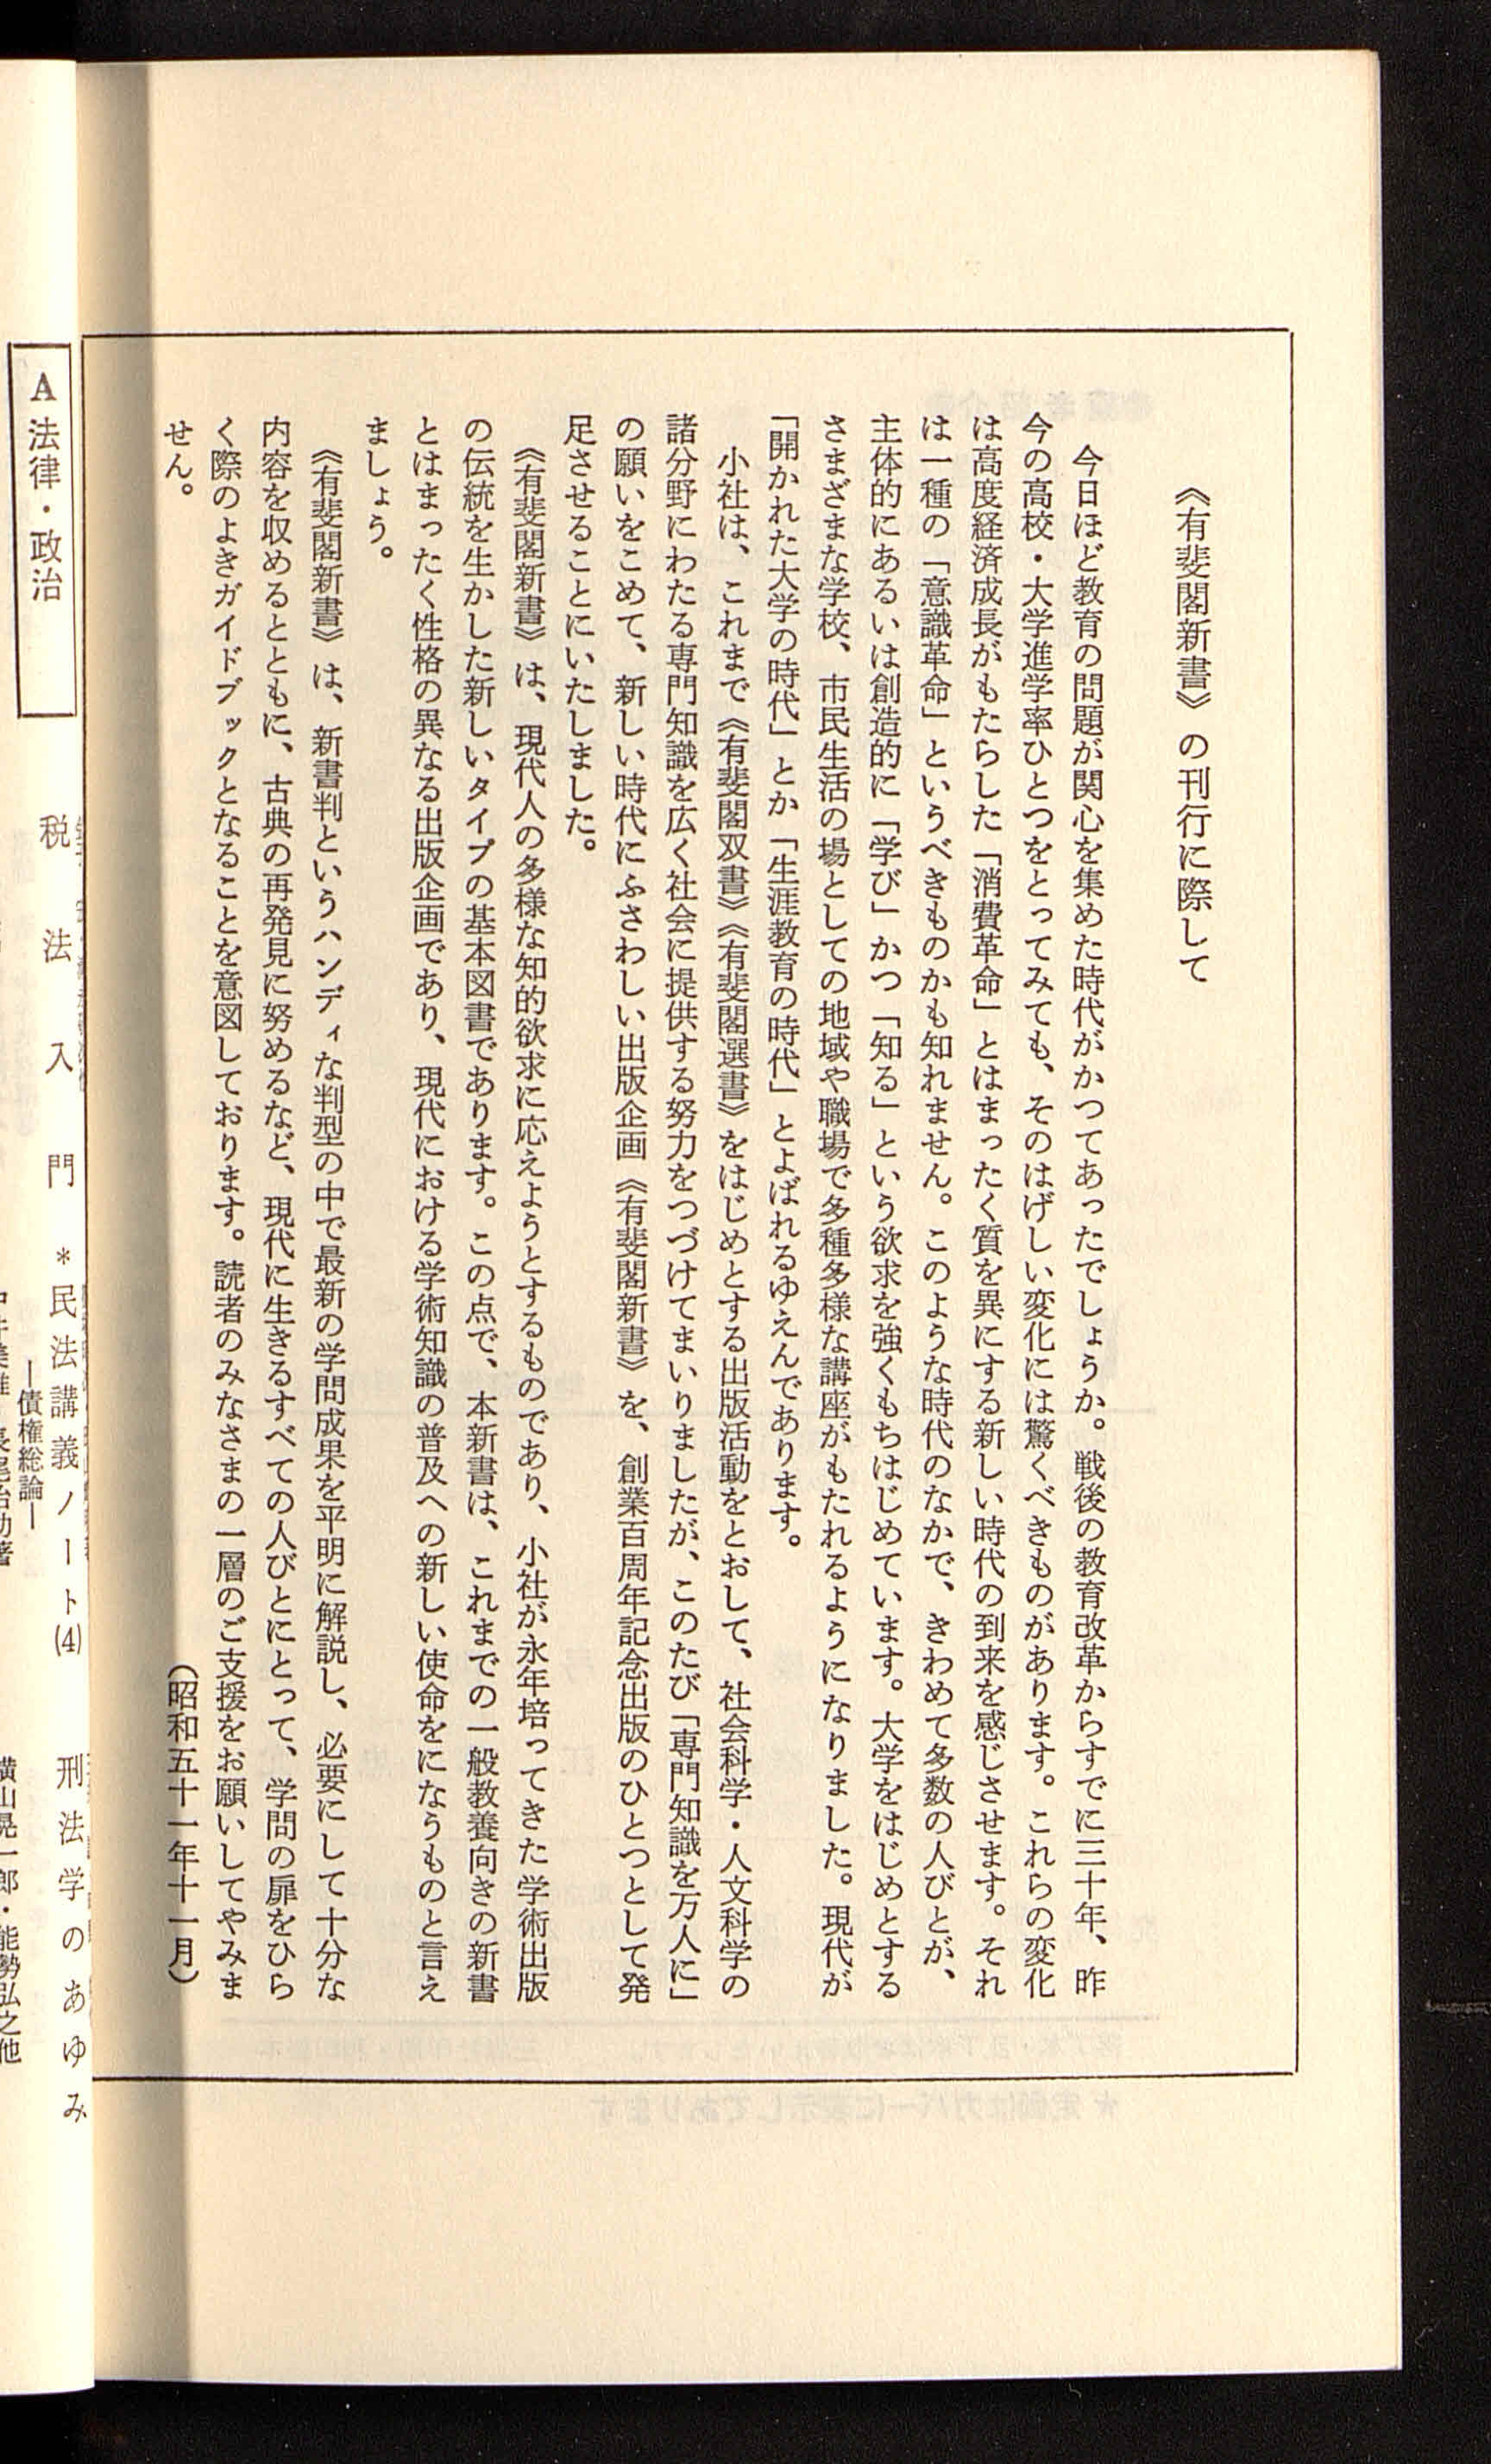 《有斐閣新書》の刊行に際して
今日ほど教育の問題が関心を集めた時代がかつてあったでしょうか。戦後の教育改革からすでに三十年、昨
今の高校・大学進学率ひとつをとってみても、そのはげしい変化には驚くべきものがあります。これらの変化
は高度経済成長がもたらした「消費革命」とはまったく質を異にする新しい時代の到来を感じさせます。それ
は一種の「意識革命」というべきものかも知れません。このような時代のなかで、きわめて多数の人びとが、
主体的にあるいは創造的に「学び」かつ「知る」という欲求を強くもちはじめています。大学をはじめとする
さまざまな学校、市民生活の場としての地域や職場で多種多様な講座がもたれるようになりました。現代が
「開かれた大学の時代」とか「生涯教育の時代」とよばれるゆえんであります。
小社は、これまで《有斐閣双書》《有斐閣選書》をはじめとする出版活動をとおして、社会科学・人文科学の
諸分野にわたる専門知識を広く社会に提供する努力をつづけてまいりましたが、このたび「専門知識を万人に」
の願いをこめて、新しい時代にふさわしい出版企画《有斐閣新書》を、創業百周年記念出版のひとつとして発
足させることにいたしました。
《有斐閣新書》は、現代人の多様な知的欲求に応えようとするものであり、小社が永年培ってきた学術出版
の伝統を生かした新しいタイプの基本図書であります。この点で、本新書は、これまでの一般教養向きの新書
とはまったく性格の異なる出版企画であり、現代における学術知識の普及への新しい使命をになうものと言え
ましょう。
《有斐閣新書》は、新書判というハンディな判型の中で最新の学問成果を平明に解説し、必要にして十分な
内容を収めるとともに、古典の再発見に努めるなど、現代に生きるすべての人びとにとって、学問の扉をひら
く際のよきガイドブックとなることを意図しております。読者のみなさまの一層のご支援をお願いしてやみま
せん。
（昭和五十一年十一月）
A 法律・政治
税法入門
＊民法講義ノート(4)
―債権総論―
刑法学のあゆみ
横山晃一郎・能勢弘之他